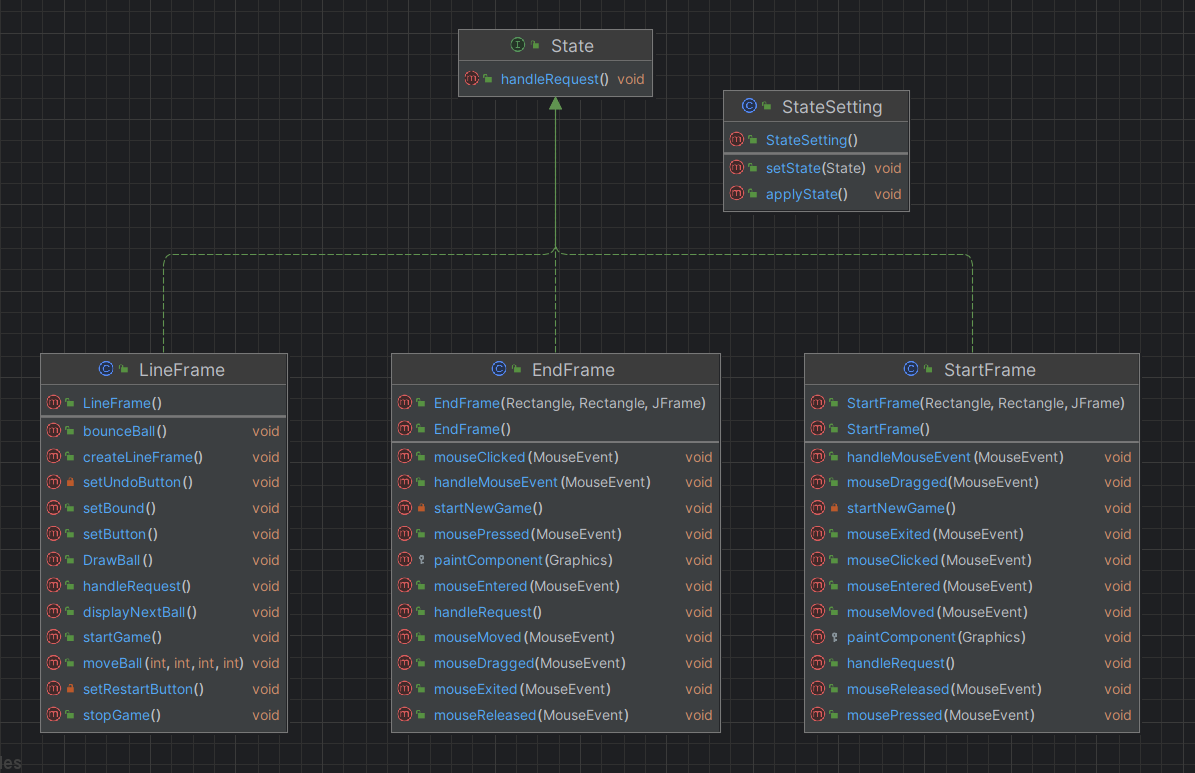 State
handleRequest() void
StateSetting
StateSetting()
setState(State) void
applyState() void
LineFrame
LineFrame()
bounceBall() void
createLineFrame() void
setUndoButton() void
setBound() void
setButton() void
DrawBall() void
handleRequest() void
displayNextBall() void
startGame() void
moveBall(int, int, int, int) void
setRestartButton() void
stopGame() void
EndFrame
EndFrame(Rectangle, Rectangle, JFrame)
EndFrame()
mouseClicked(MouseEvent) void
handleMouseEvent(MouseEvent) void
startNewGame() void
mousePressed(MouseEvent) void
paintComponent(Graphics) void
mouseEntered(MouseEvent) void
handleRequest() void
mouseMoved(MouseEvent) void
mouseDragged(MouseEvent) void
mouseExited(MouseEvent) void
mouseReleased(MouseEvent) void
StartFrame
StartFrame(Rectangle, Rectangle, JFrame)
StartFrame()
handleMouseEvent(MouseEvent) void
mouseDragged(MouseEvent) void
startNewGame() void
mouseExited(MouseEvent) void
mouseClicked(MouseEvent) void
mouseEntered(MouseEvent) void
mouseMoved(MouseEvent) void
paintComponent(Graphics) void
handleRequest() void
mouseReleased(MouseEvent) void
mousePressed(MouseEvent) void